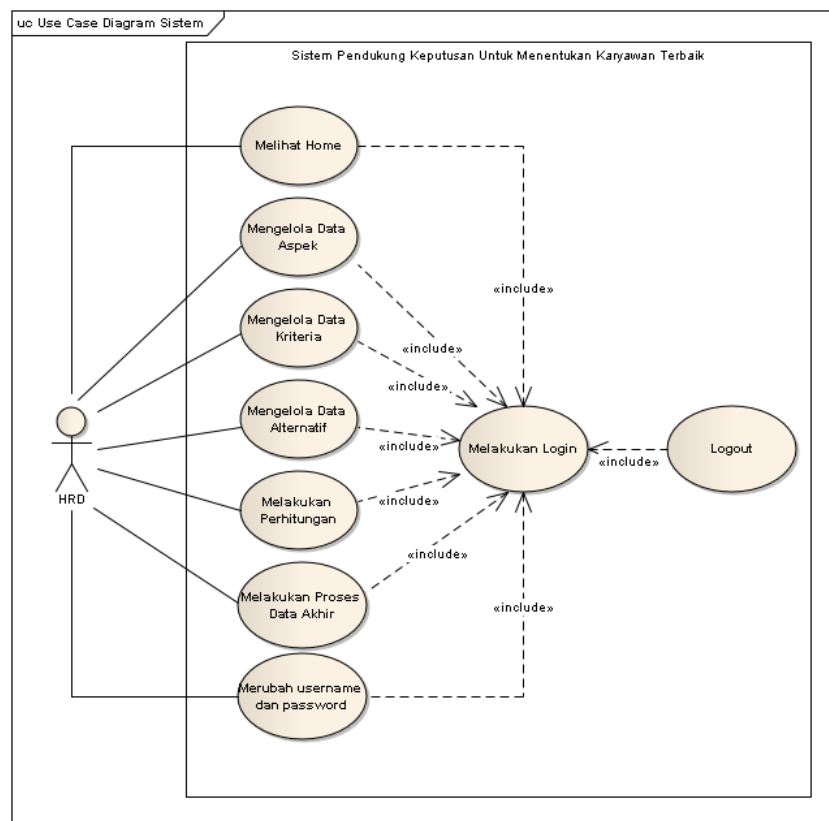 uc Use Case Diagram Sistem
Sistem Pendukung Keputusan Untuk Menentukan Karyawan Terbaik
Melihat Home
Mengelola Data
Aspek
«include»
Mengelola Data
Kriteria
«include»
«include»
Mengelola Data
Alternatif
«include»
Melakukan Login
Logout
«include»
HRD
Melakukan
Perhitungan
«include»
«include»
Melakukan Proses
Data Akhir
«include»
Merubah username
dan password